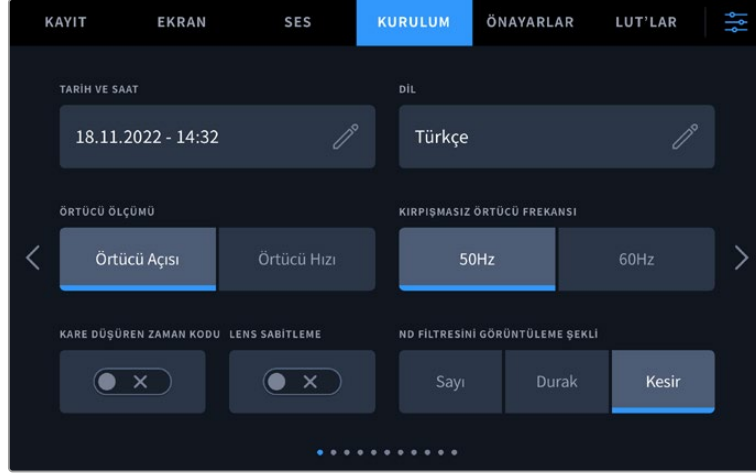 KAYIT EKRAN SES KURULUM ÖNAYARLAR LUT'LAR
TARİH VE SAAT DİL
18.11.2022 - 14:32 Türkçe
ÖRTÜCÜ ÖLÇÜMÜ KIRPIŞMASIZ ÖRTÜCÜ FREKANSI
Örtücü Açısı Örtücü Hızı 50Hz 60Hz
KARE DÜŞÜREN ZAMAN KODU LENS SABİTLEME ND FİLTRESİNİ GÖRÜNTÜLEME ŞEKLİ
Sayı Durak Kesir